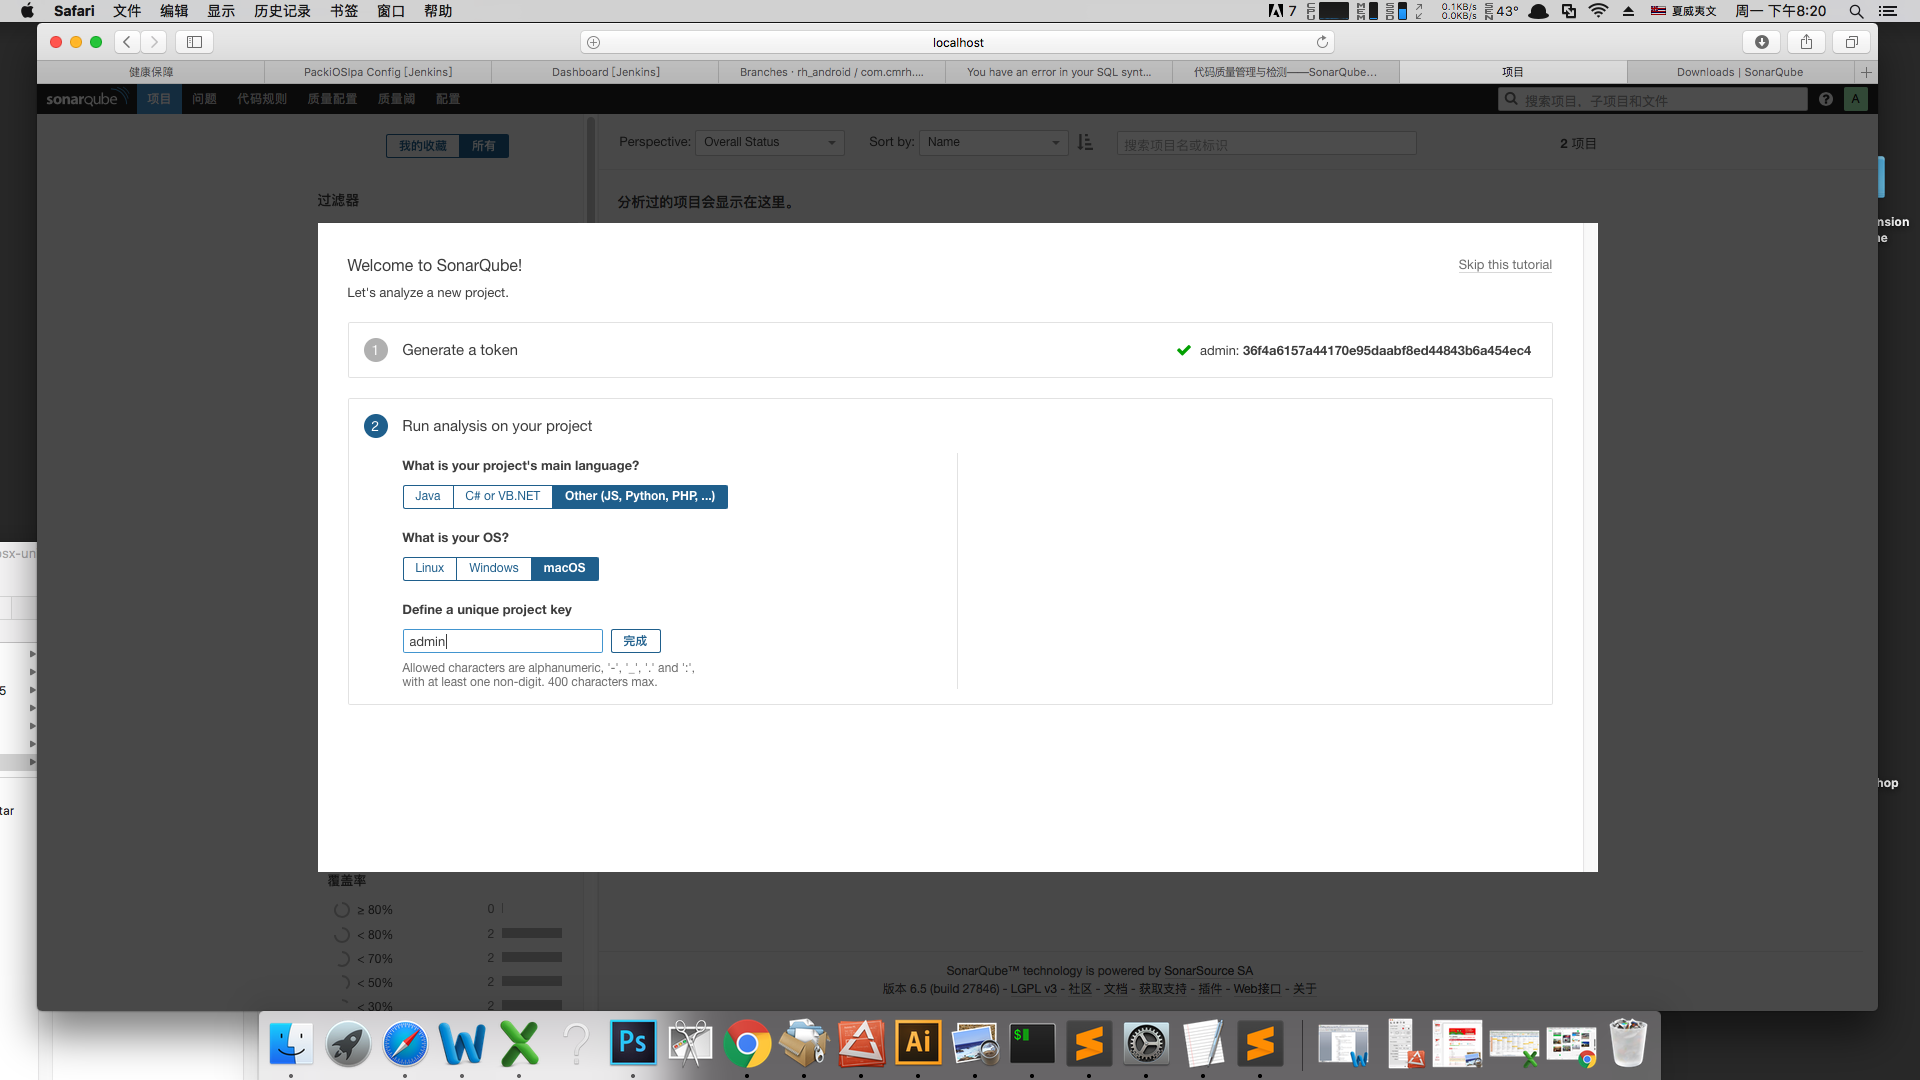 Safari 文件 编辑 显示 历史记录 书签 窗口 帮助
7 0.1KB/s 0.0KB/s 43° 夏威夷文 周一 下午8:20
localhost
健康保障 PackiOSIpa Config [Jenkins] Dashboard [Jenkins] Branches · rh_android / com.cmrh.... You have an error in your SQL synt... 代码质量管理与检测——SonarQube... 项目 Downloads | SonarQube
sonarqube 项目 问题 代码规则 质量配置 质量阈 配置 搜索项目、子项目和文件 A
我的收藏 所有 Perspective: Overall Status Sort by: Name 搜索项目名或标识 2 项目
过滤器 分析过的项目会显示在这里。
Welcome to SonarQube! Skip this tutorial
Let's analyze a new project.
1 Generate a token admin: 36f4a6157a44170e95daabf8ed44843b6a454ec4
2 Run analysis on your project
What is your project's main language?
Java C# or VB.NET Other (JS, Python, PHP, ...)
What is your OS?
Linux Windows macOS
Define a unique project key
admin 完成
Allowed characters are alphanumeric, '-', '_', '.' and ':',
with at least one non-digit. 400 characters max.
覆盖率
≥ 80% 0
< 80% 2
< 70% 2
< 50% 2
< 30% 2
SonarQube™ technology is powered by SonarSource SA
版本 6.5 (build 27846) - LGPL v3 - 社区 - 文档 - 获取支持 - 插件 - Web接口 - 关于
nsion
hop
osx-un
5
tar
Ps Ai